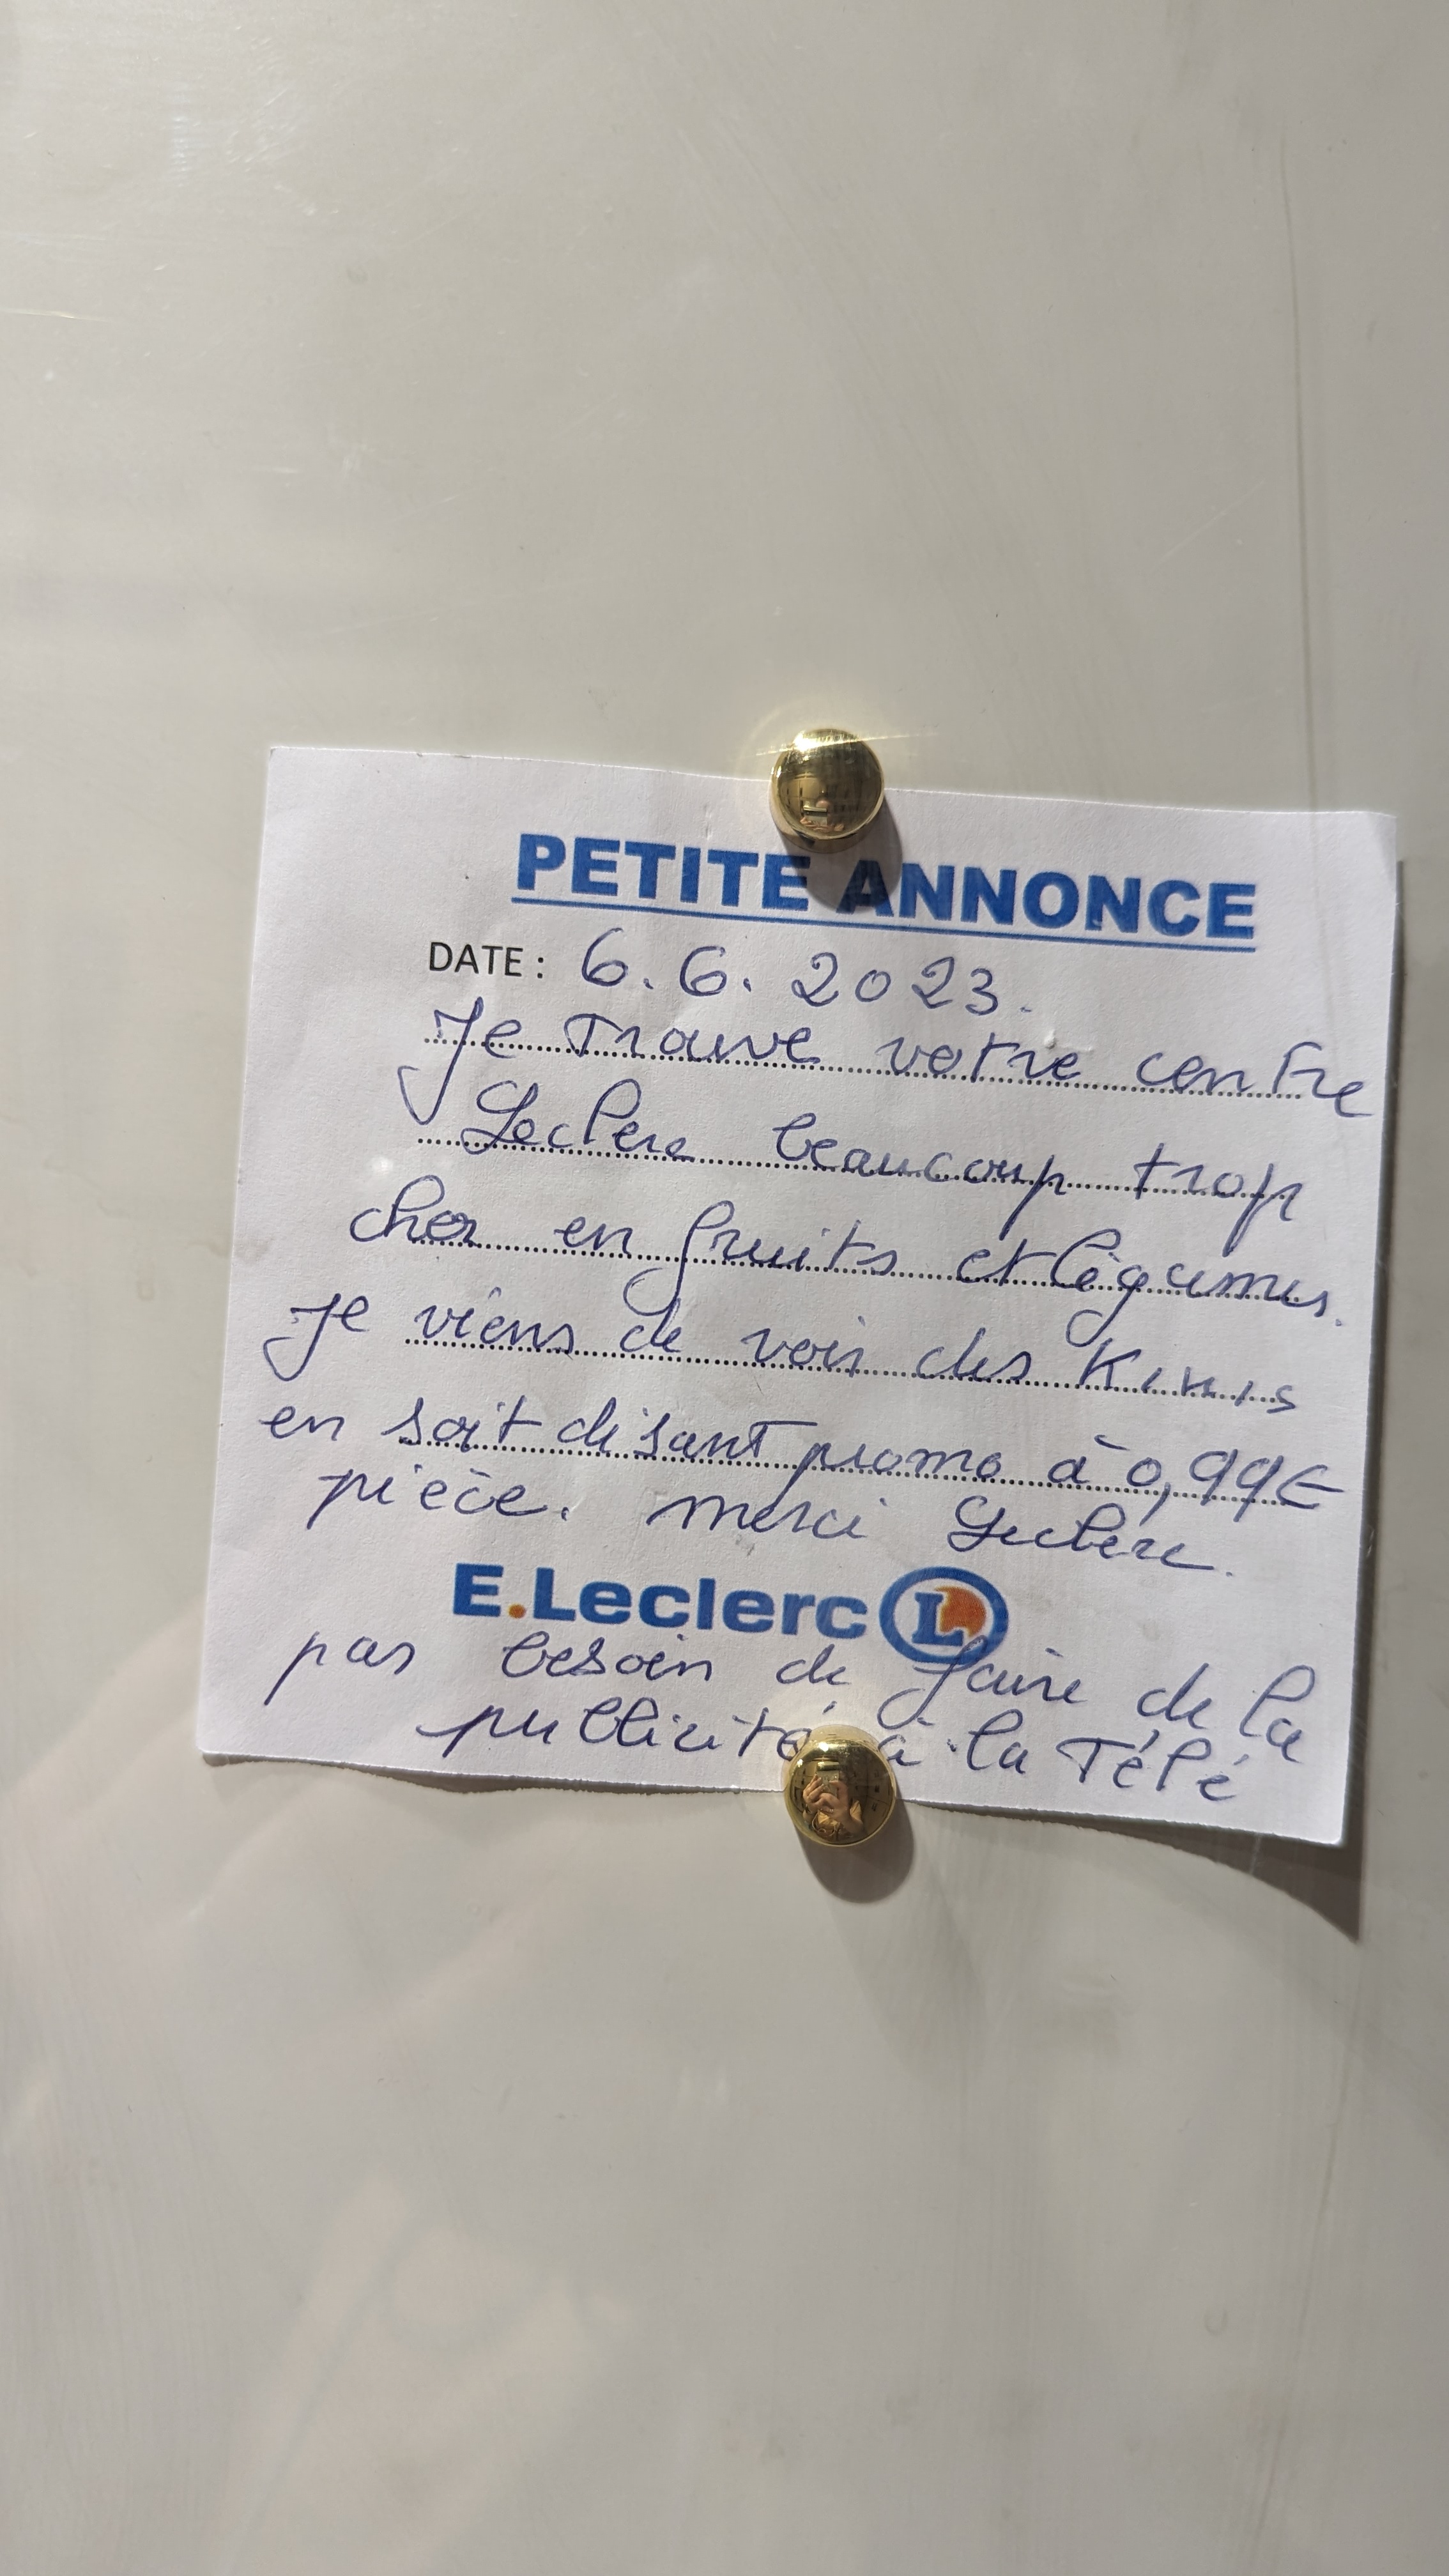 PETITE ANNONCE
DATE : 6.6.2023.
Je Trouve votre centre
Leclerc beaucoup trop
cher en fruits et légumes.
Je viens de voir des Kiwis
en soit disant promo à 0,99€
pièce. merci Leclerc.
E.Leclerc L
pas besoin de faire de la
publicité à la Télé